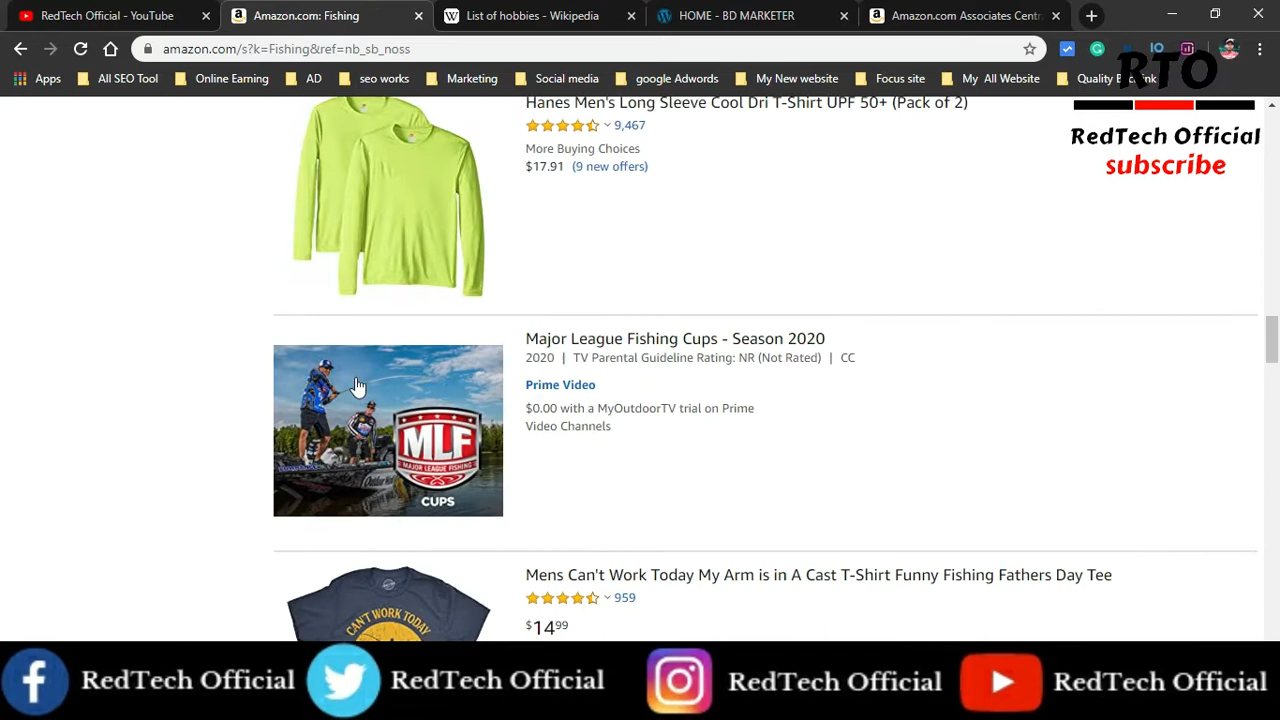 RedTech Official - YouTube
Amazon.com: Fishing
List of hobbies - Wikipedia
HOME - BD MARKETER
Amazon.com Associates Centr
amazon.com/s?k=Fishing&ref=nb_sb_noss
Apps
All SEO Tool
Online Earning
AD
seo works
Marketing
Social media
google Adwords
My New website
Focus site
My All Website
Quality Backlink
RTO
RedTech Official
subscribe
Hanes Men's Long Sleeve Cool Dri T-Shirt UPF 50+ (Pack of 2)
9,467
More Buying Choices
$17.91 (9 new offers)
Major League Fishing Cups - Season 2020
2020 | TV Parental Guideline Rating: NR (Not Rated) | CC
Prime Video
$0.00 with a MyOutdoorTV trial on Prime
Video Channels
MLF
MAJOR LEAGUE FISHING
CUPS
Mens Can't Work Today My Arm is in A Cast T-Shirt Funny Fishing Fathers Day Tee
959
$1499
CAN'T WORK TODAY
RedTech Official
RedTech Official
RedTech Official
RedTech Official